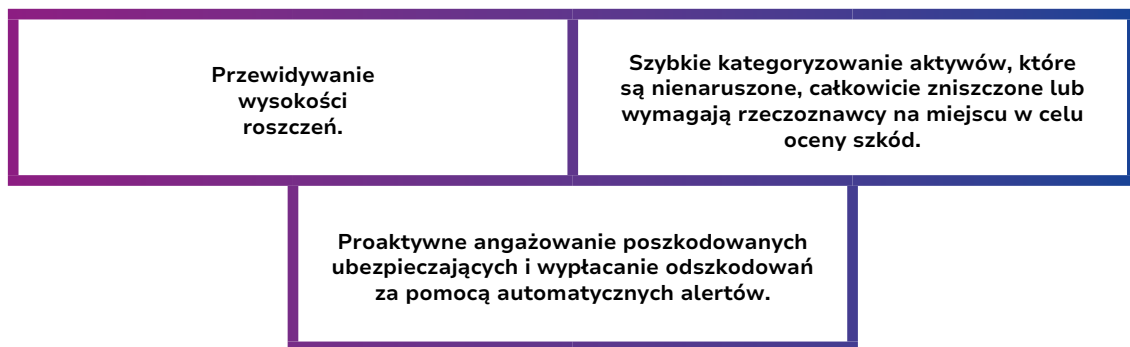 Przewidywanie
wysokości
roszczeń.
Szybkie kategoryzowanie aktywów, które
są nienaruszone, całkowicie zniszczone lub
wymagają rzeczoznawcy na miejscu w celu
oceny szkód.
Proaktywne angażowanie poszkodowanych
ubezpieczających i wypłacanie odszkodowań
za pomocą automatycznych alertów.